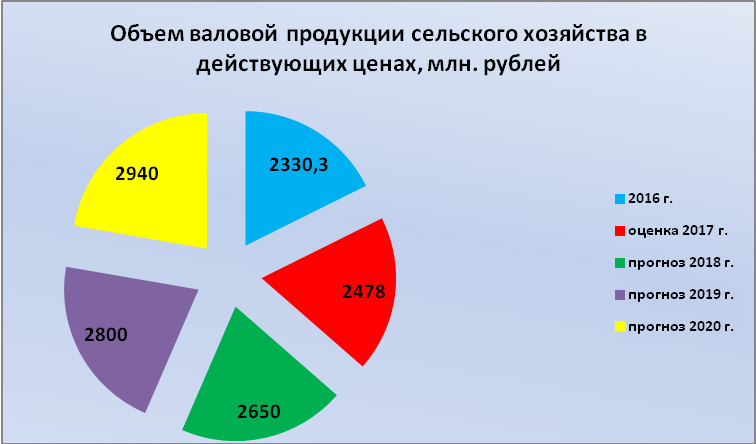 Объем валовой продукции сельского хозяйства в
действующих ценах, млн. рублей
2330,3
2940
2478
2800
2650
2016 г.
оценка 2017 г.
прогноз 2018 г.
прогноз 2019 г.
прогноз 2020 г.